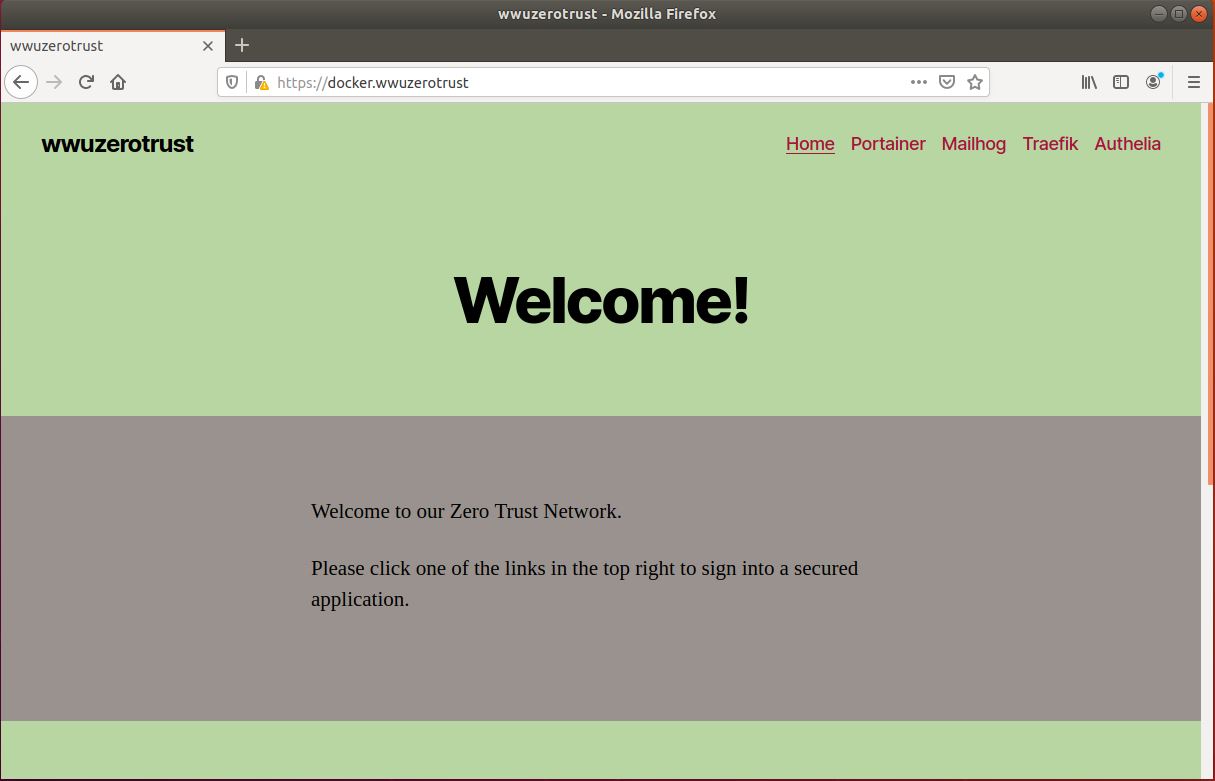 wwuzerotrust - Mozilla Firefox
wwuzerotrust
https://docker.wwuzerotrust
wwuzerotrust
Home Portainer Mailhog Traefik Authelia
Welcome!
Welcome to our Zero Trust Network.
Please click one of the links in the top right to sign into a secured
application.